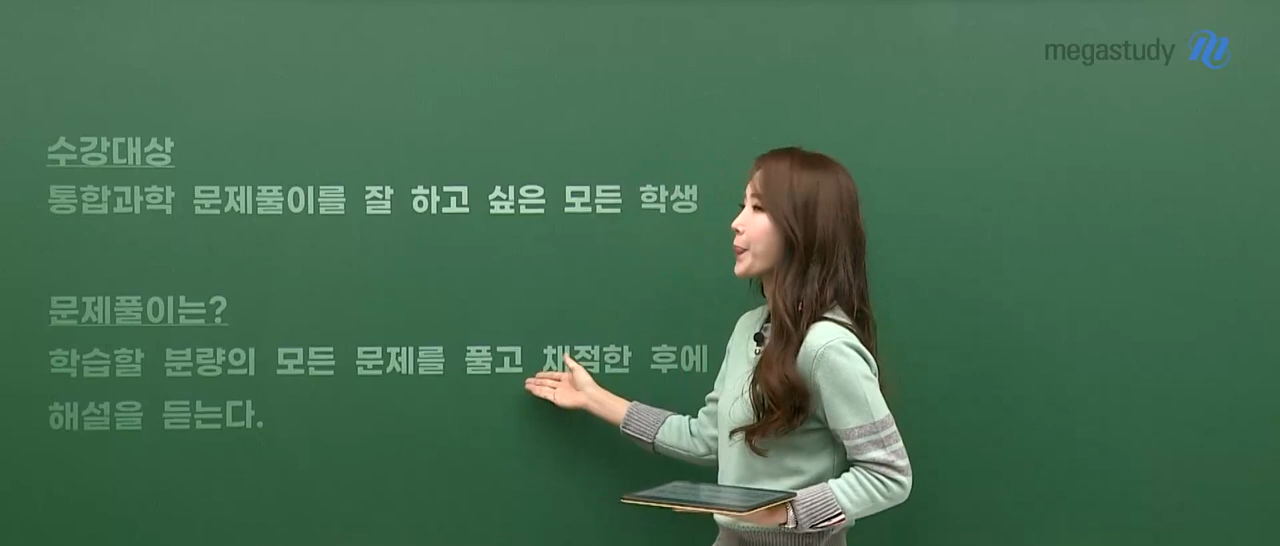 megastudy
수강대상
통합과학 문제풀이를 잘 하고 싶은 모든 학생
문제풀이는?
학습할 분량의 모든 문제를 풀고 채점한 후에
해설을 듣는다.